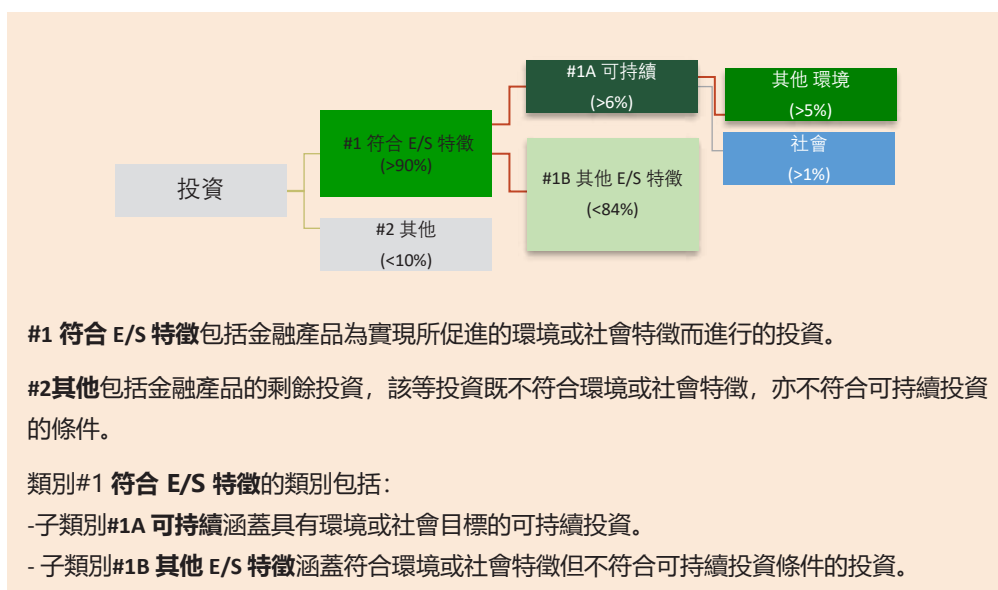 #1A 可持續
(>6%)
其他 環境
(>5%)
#1 符合 E/S 特徵
(>90%)
社會
(>1%)
投資
#1B 其他 E/S 特徵
(<84%)
#2 其他
(<10%)
#1 符合 E/S 特徵包括金融產品為實現所促進的環境或社會特徵而進行的投資。
#2其他包括金融產品的剩餘投資，該等投資既不符合環境或社會特徵，亦不符合可持續投資
的條件。
類別#1 符合 E/S 特徵的類別包括：
-子類別#1A 可持續涵蓋具有環境或社會目標的可持續投資。
- 子類別#1B 其他 E/S 特徵涵蓋符合環境或社會特徵但不符合可持續投資條件的投資。